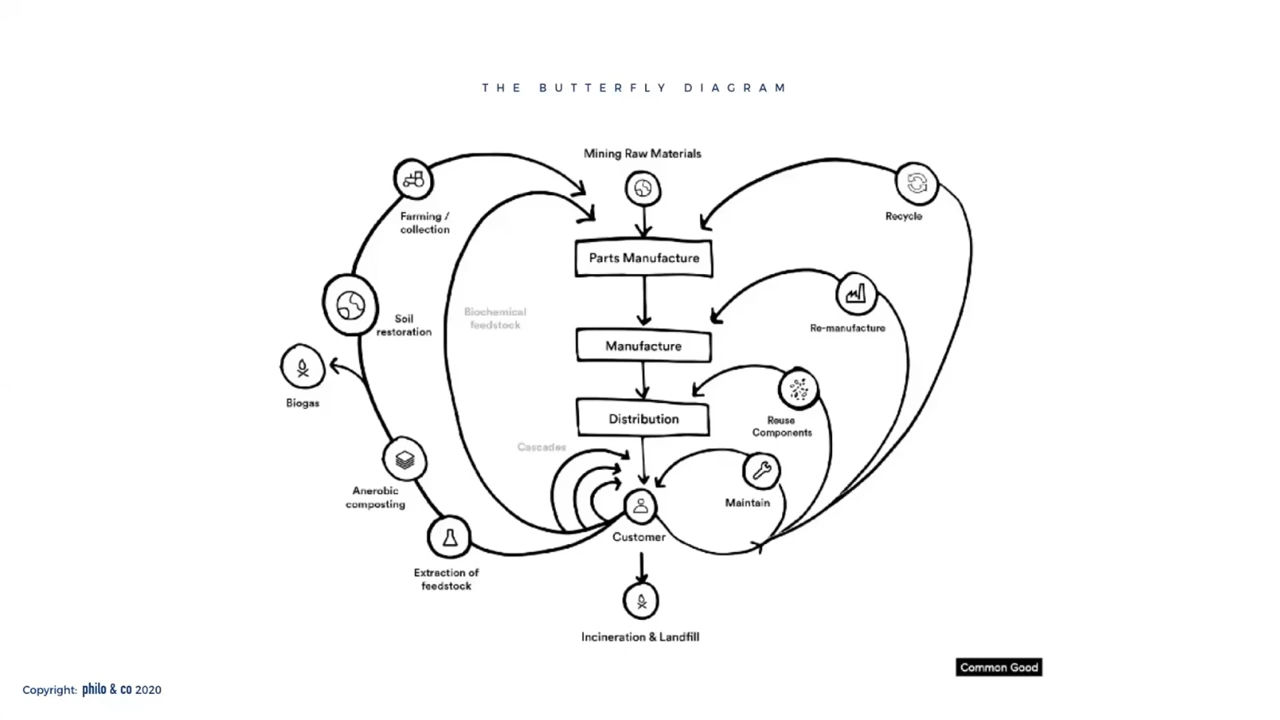 THE BUTTERFLY DIAGRAM
Mining Raw Materials
Farming /
collection
Recycle
Parts Manufacture
Soil
restoration
Biochemical
feedstock
Re-manufacture
Manufacture
Biogas
Distribution
Reuse
Components
Cascades
Anerobic
composting
Maintain
Customer
Extraction of
feedstock
Incineration & Landfill
Common Good
Copyright: philo & co 2020